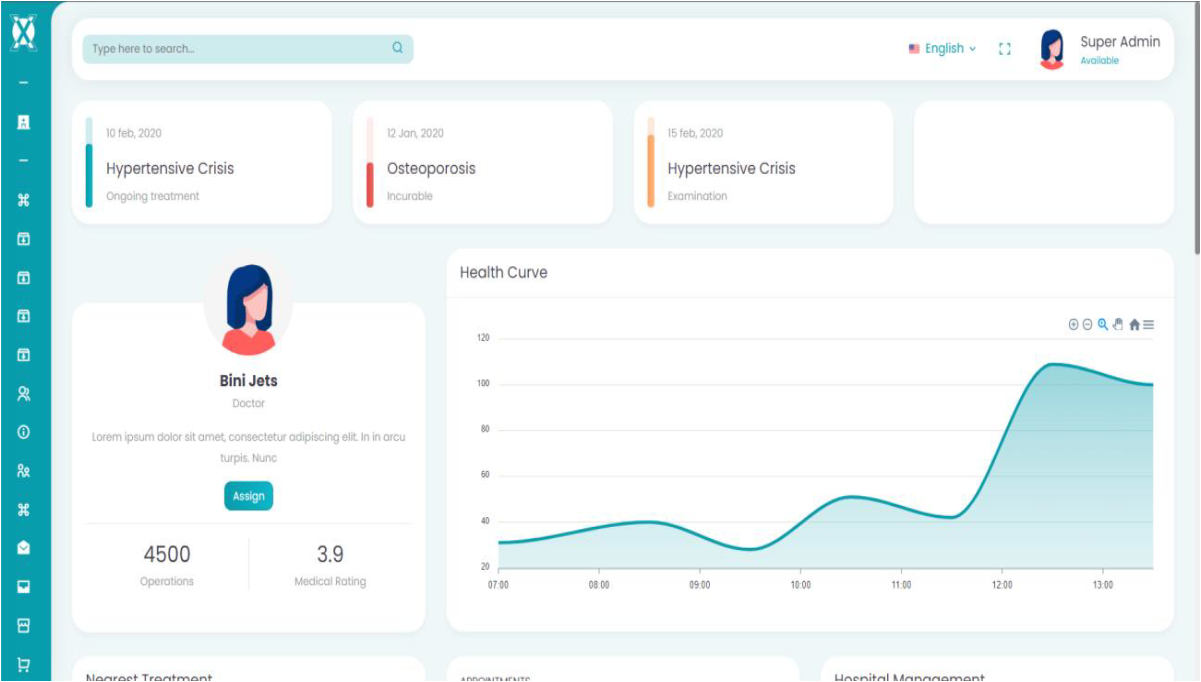 Type here to search...
English
Super Admin
Available
10 feb, 2020
Hypertensive Crisis
Ongoing treatment
12 Jan, 2020
Osteoporosis
Incurable
15 feb, 2020
Hypertensive Crisis
Examination
Bini Jets
Doctor
Lorem ipsum dolor sit amet, consectetur adipiscing elit. In in arcu
turpis. Nunc
Assign
4500
Operations
3.9
Medical Rating
Health Curve
120
100
80
60
40
20
07:00 08:00 09:00 10:00 11:00 12:00 13:00
Nearest Treatment
APPOINTMENTS
Hospital Management